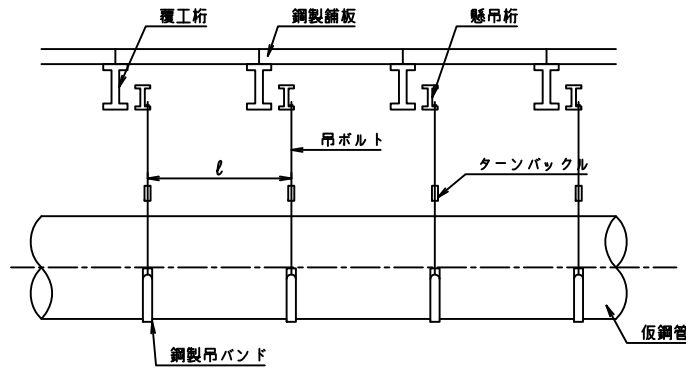 覆工桁
鋼製舗板
懸吊桁
吊ボルト
ℓ
ターンバックル
仮鋼管
鋼製吊バンド